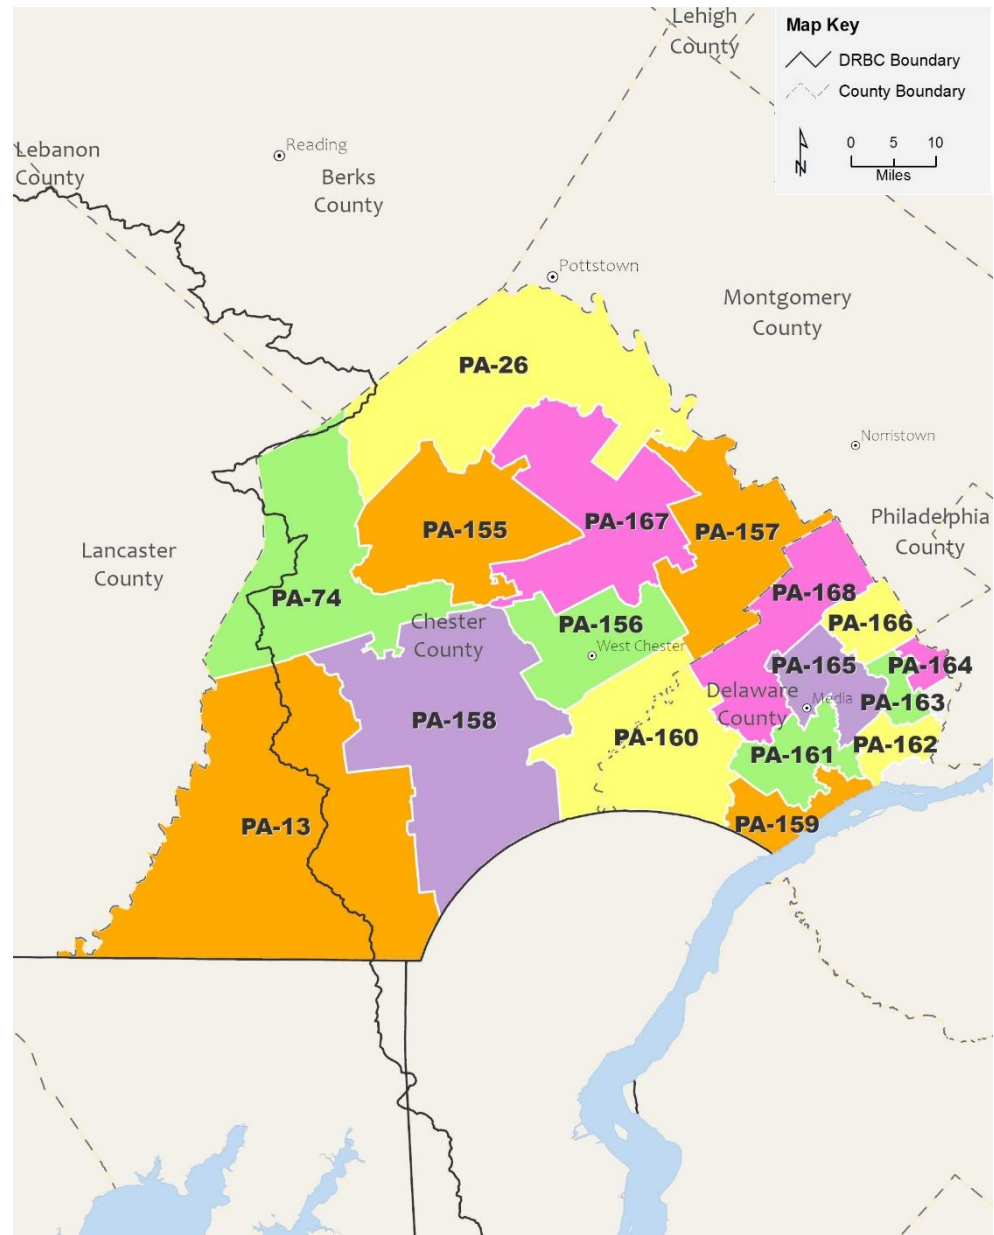 Lehigh
County
Map Key
DRBC Boundary
County Boundary
N
0 5 10
Miles
Lebanon
County
Reading
Berks
County
Pottstown
Montgomery
County
PA-26
Norristown
Philadelphia
County
PA-155
PA-167
PA-157
Lancaster
County
PA-74
PA-168
Chester
County
PA-156
PA-166
West Chester
PA-165
PA-164
Delaware
County
Media
PA-163
PA-158
PA-160
PA-161
PA-162
PA-13
PA-159